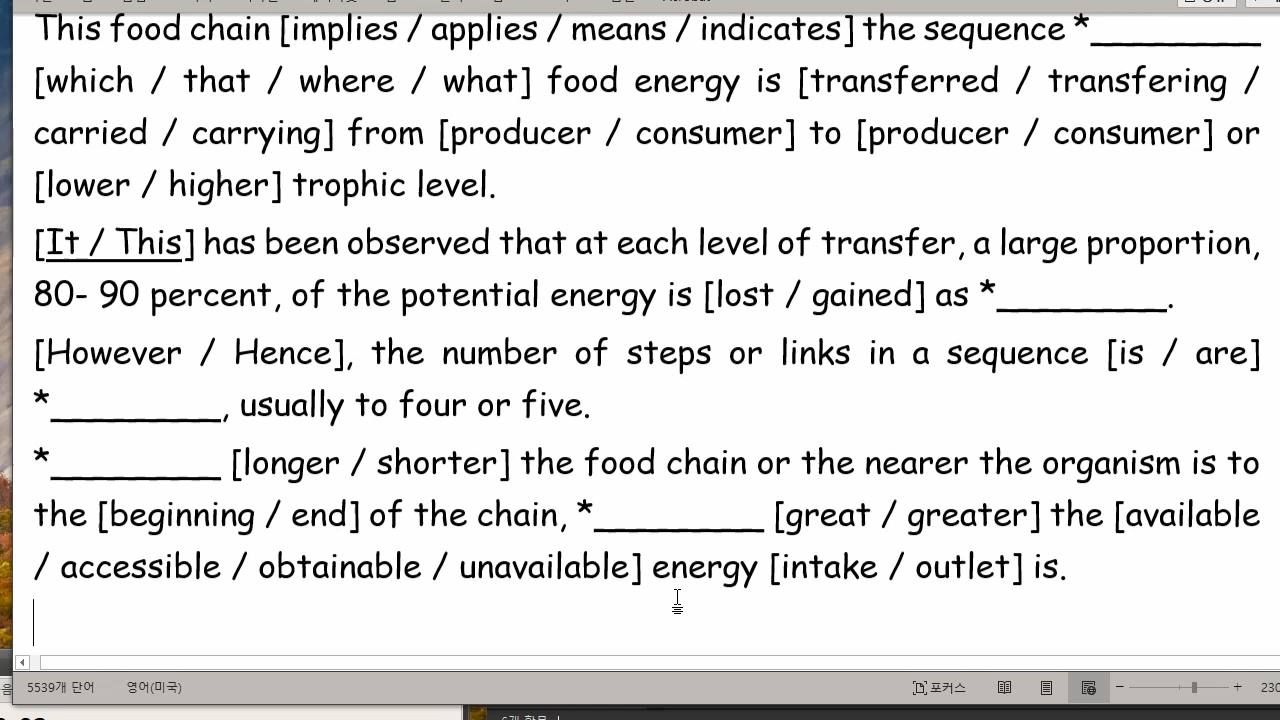 This food chain [implies / applies / means / indicates] the sequence *_________
[which / that / where / what] food energy is [transferred / transfering /
carried / carrying] from [producer / consumer] to [producer / consumer] or
[lower / higher] trophic level.
[It / This] has been observed that at each level of transfer, a large proportion,
80- 90 percent, of the potential energy is [lost / gained] as *_________.
[However / Hence], the number of steps or links in a sequence [is / are]
*_________, usually to four or five.
*_________ [longer / shorter] the food chain or the nearer the organism is to
the [beginning / end] of the chain, *_________ [great / greater] the [available
/ accessible / obtainable / unavailable] energy [intake / outlet] is.
5539개 단어 영어(미국) 포커스 230